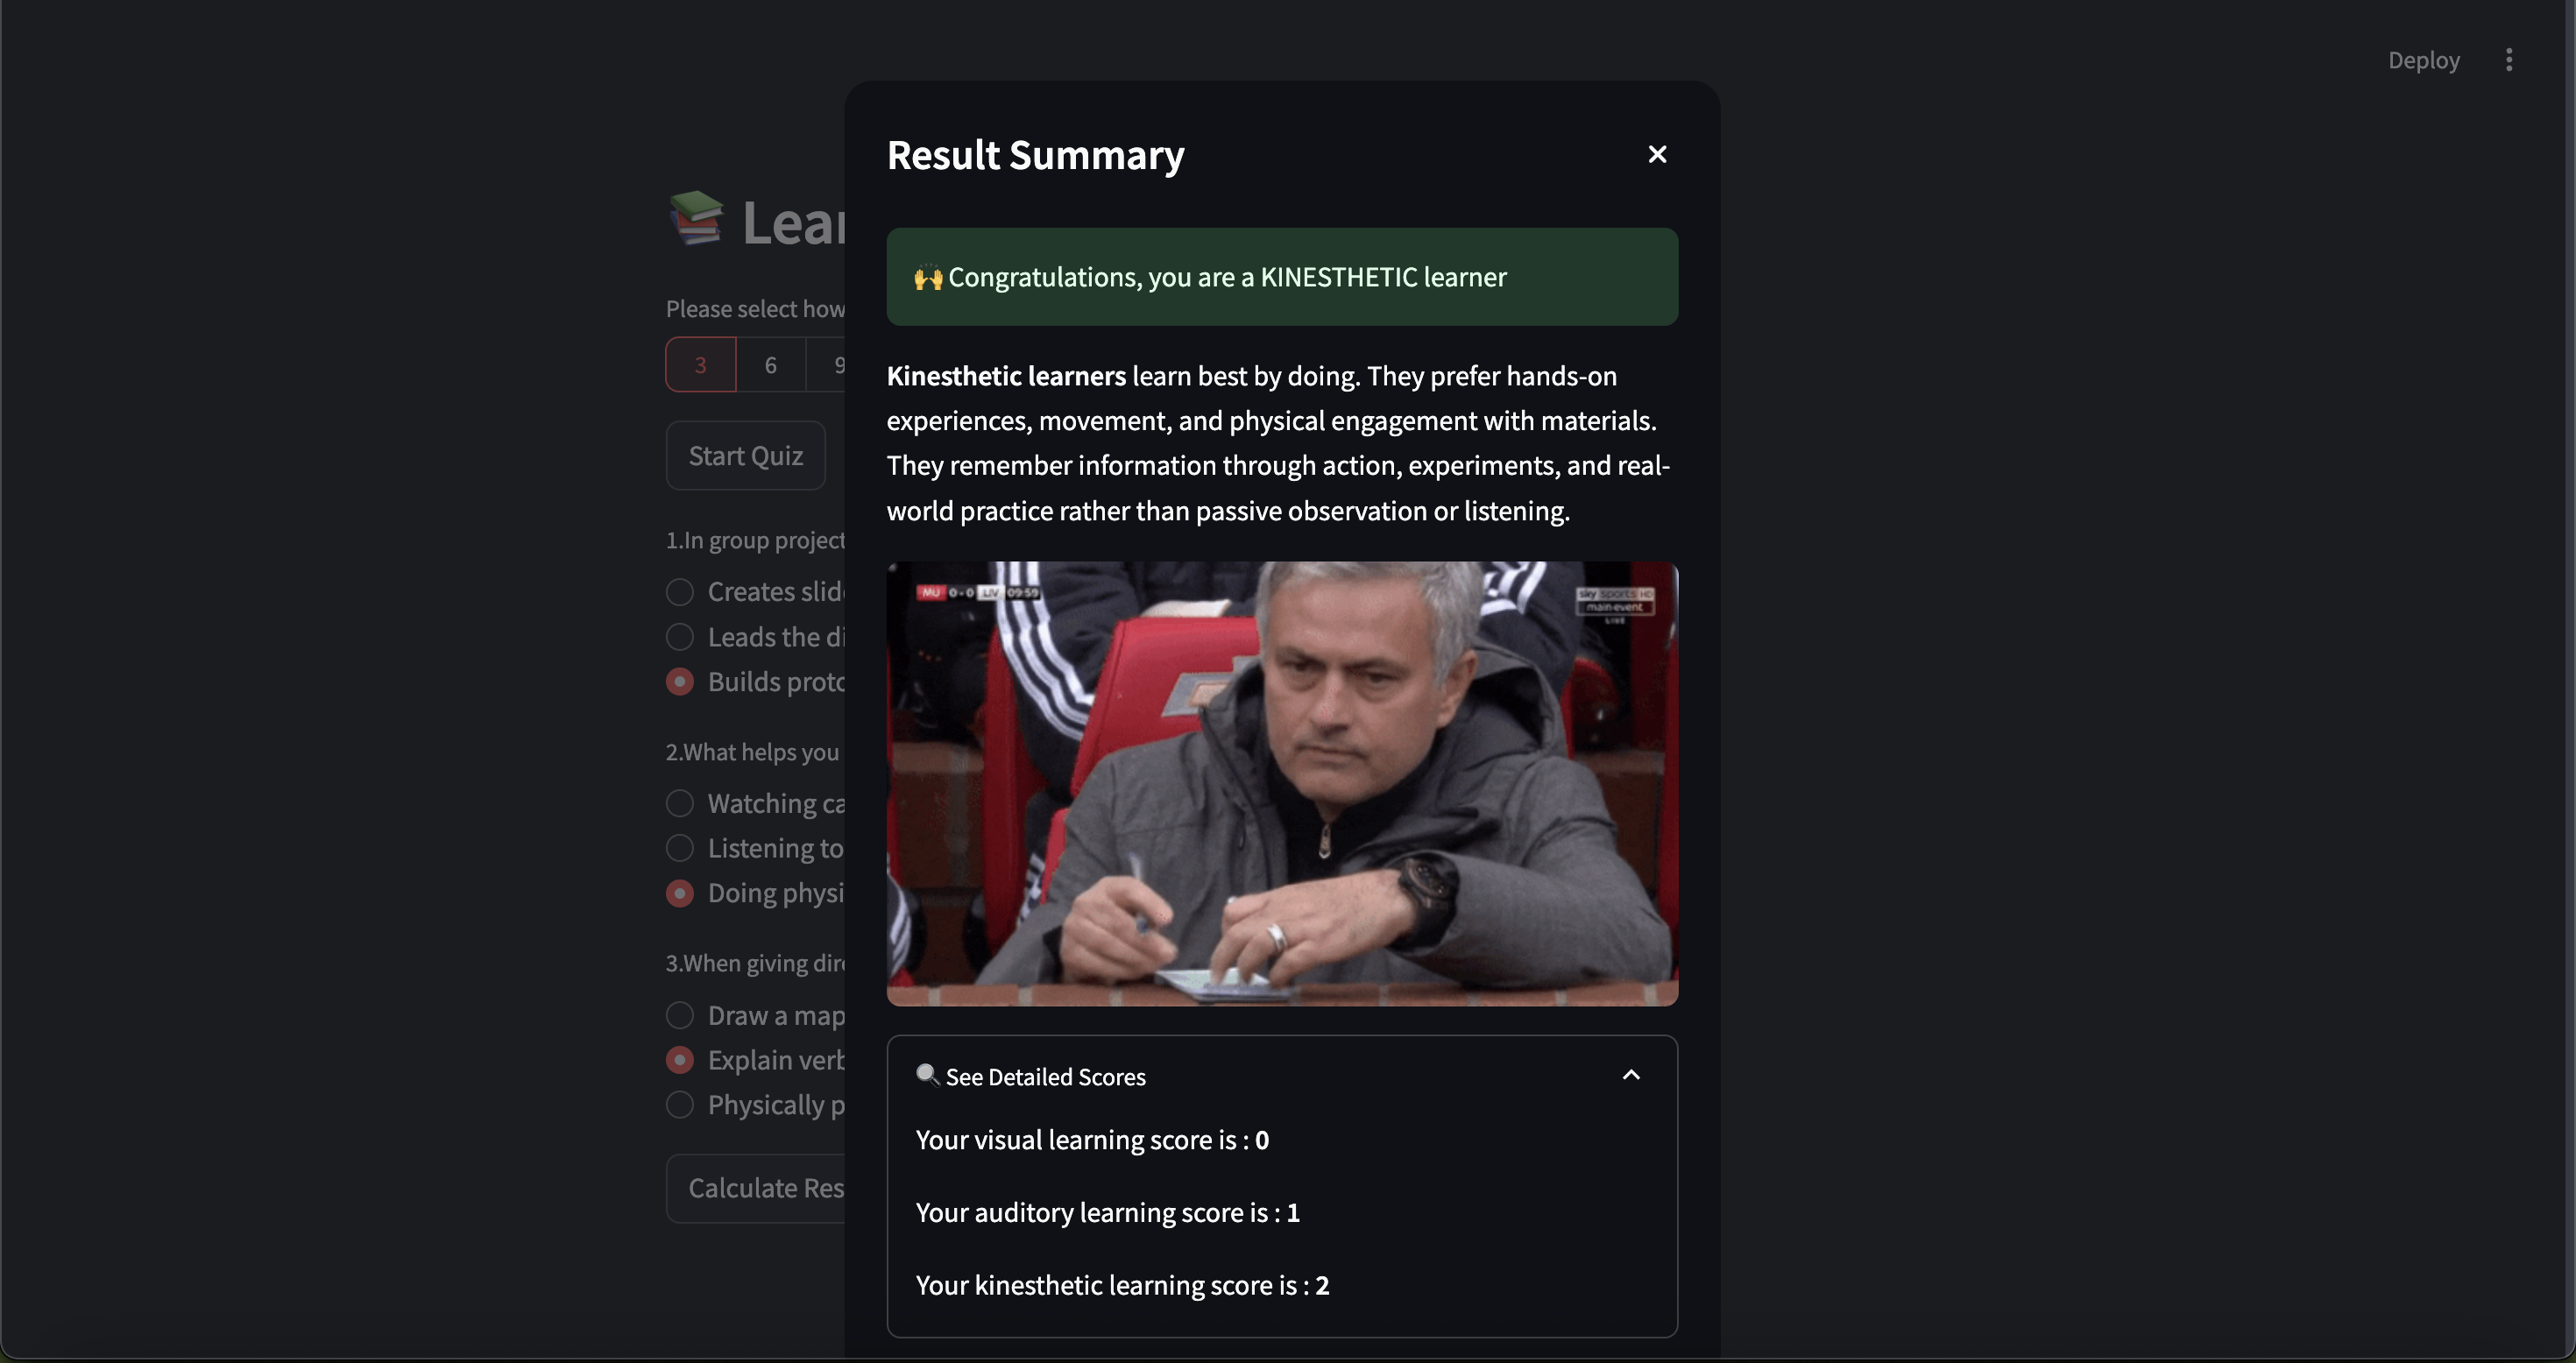 Deploy
Result Summary
Lear
Please select how
3 6 9
Start Quiz
🙌 Congratulations, you are a KINESTHETIC learner
Kinesthetic learners learn best by doing. They prefer hands-on
experiences, movement, and physical engagement with materials.
They remember information through action, experiments, and real-
world practice rather than passive observation or listening.
1.In group project
Creates slid
Leads the di
Builds proto
2.What helps you
Watching ca
Listening to
Doing physi
3.When giving dire
Draw a map
Explain verb
Physically p
Calculate Res
MU 0-0 LIV 09:59
sky sports HD
main event
LIVE
See Detailed Scores
Your visual learning score is : 0
Your auditory learning score is : 1
Your kinesthetic learning score is : 2